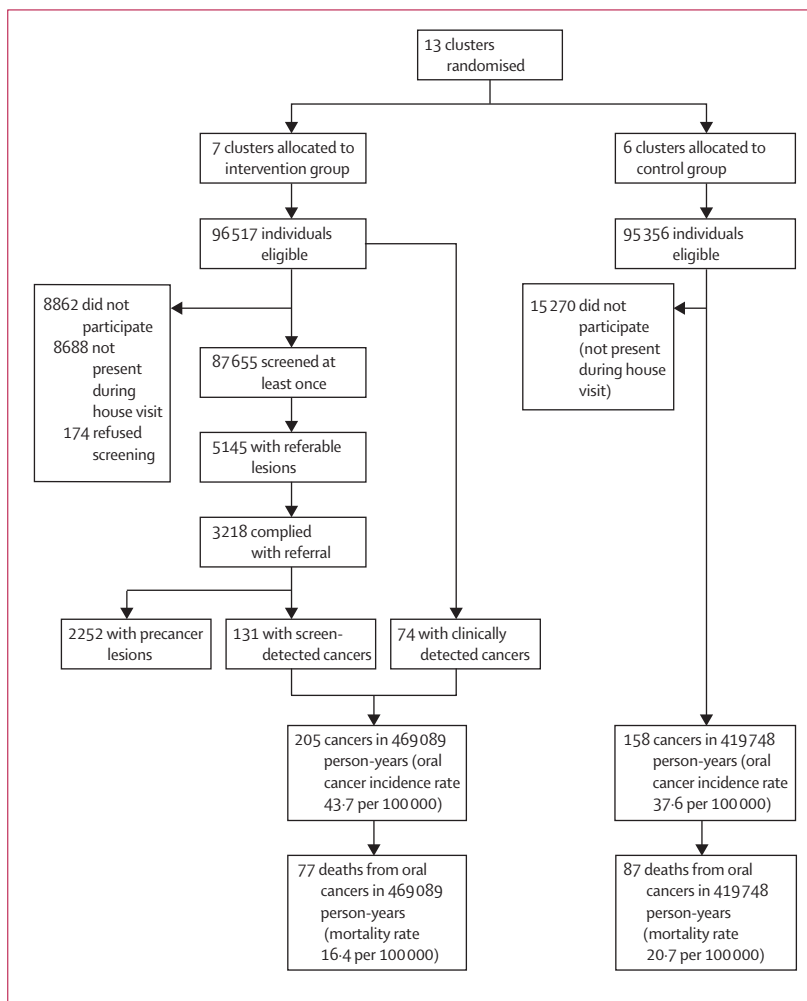 13 clusters
randomised
7 clusters allocated to
intervention group
6 clusters allocated to
control group
96 517 individuals
eligible
95 356 individuals
eligible
8862 did not
participate
8688 not
present
during
house visit
174 refused
screening
15 270 did not
participate
(not present
during house
visit)
87 655 screened at
least once
5145 with referable
lesions
3218 complied
with referral
2252 with precancer
lesions
131 with screen-
detected cancers
74 with clinically
detected cancers
205 cancers in 469 089
person-years (oral
cancer incidence rate
43·7 per 100 000)
158 cancers in 419 748
person-years (oral
cancer incidence rate
37·6 per 100 000)
77 deaths from oral
cancers in 469 089
person-years
(mortality rate
16·4 per 100 000)
87 deaths from oral
cancers in 419 748
person-years
(mortality rate
20·7 per 100 000)